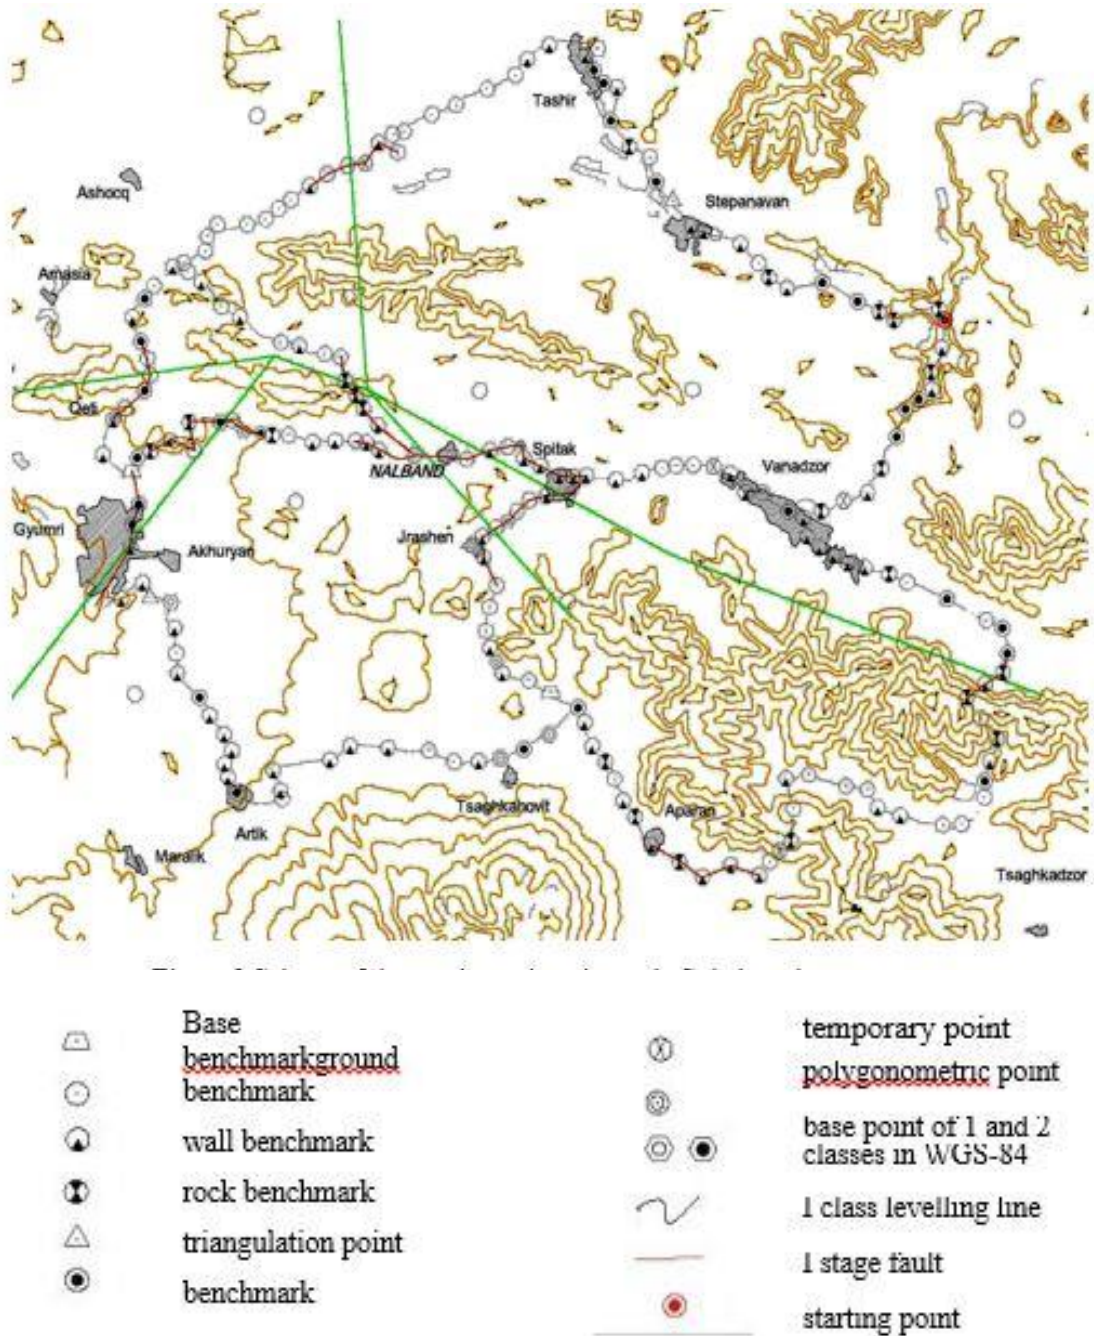 Tashir
Ashocq
Stepanavan
Amasia
Qeti
Spitak
NALBAND
Vanadzor
Gyumri
Akhuryan
Jrashen
Tsaghkahovit
Aparan
Artik
Maralik
Tsaghkadzor
Base
benchmarkground
benchmark
wall benchmark
rock benchmark
triangulation point
benchmark
temporary point
polygonometric point
base point of 1 and 2
classes in WGS-84
I class levelling line
I stage fault
starting point